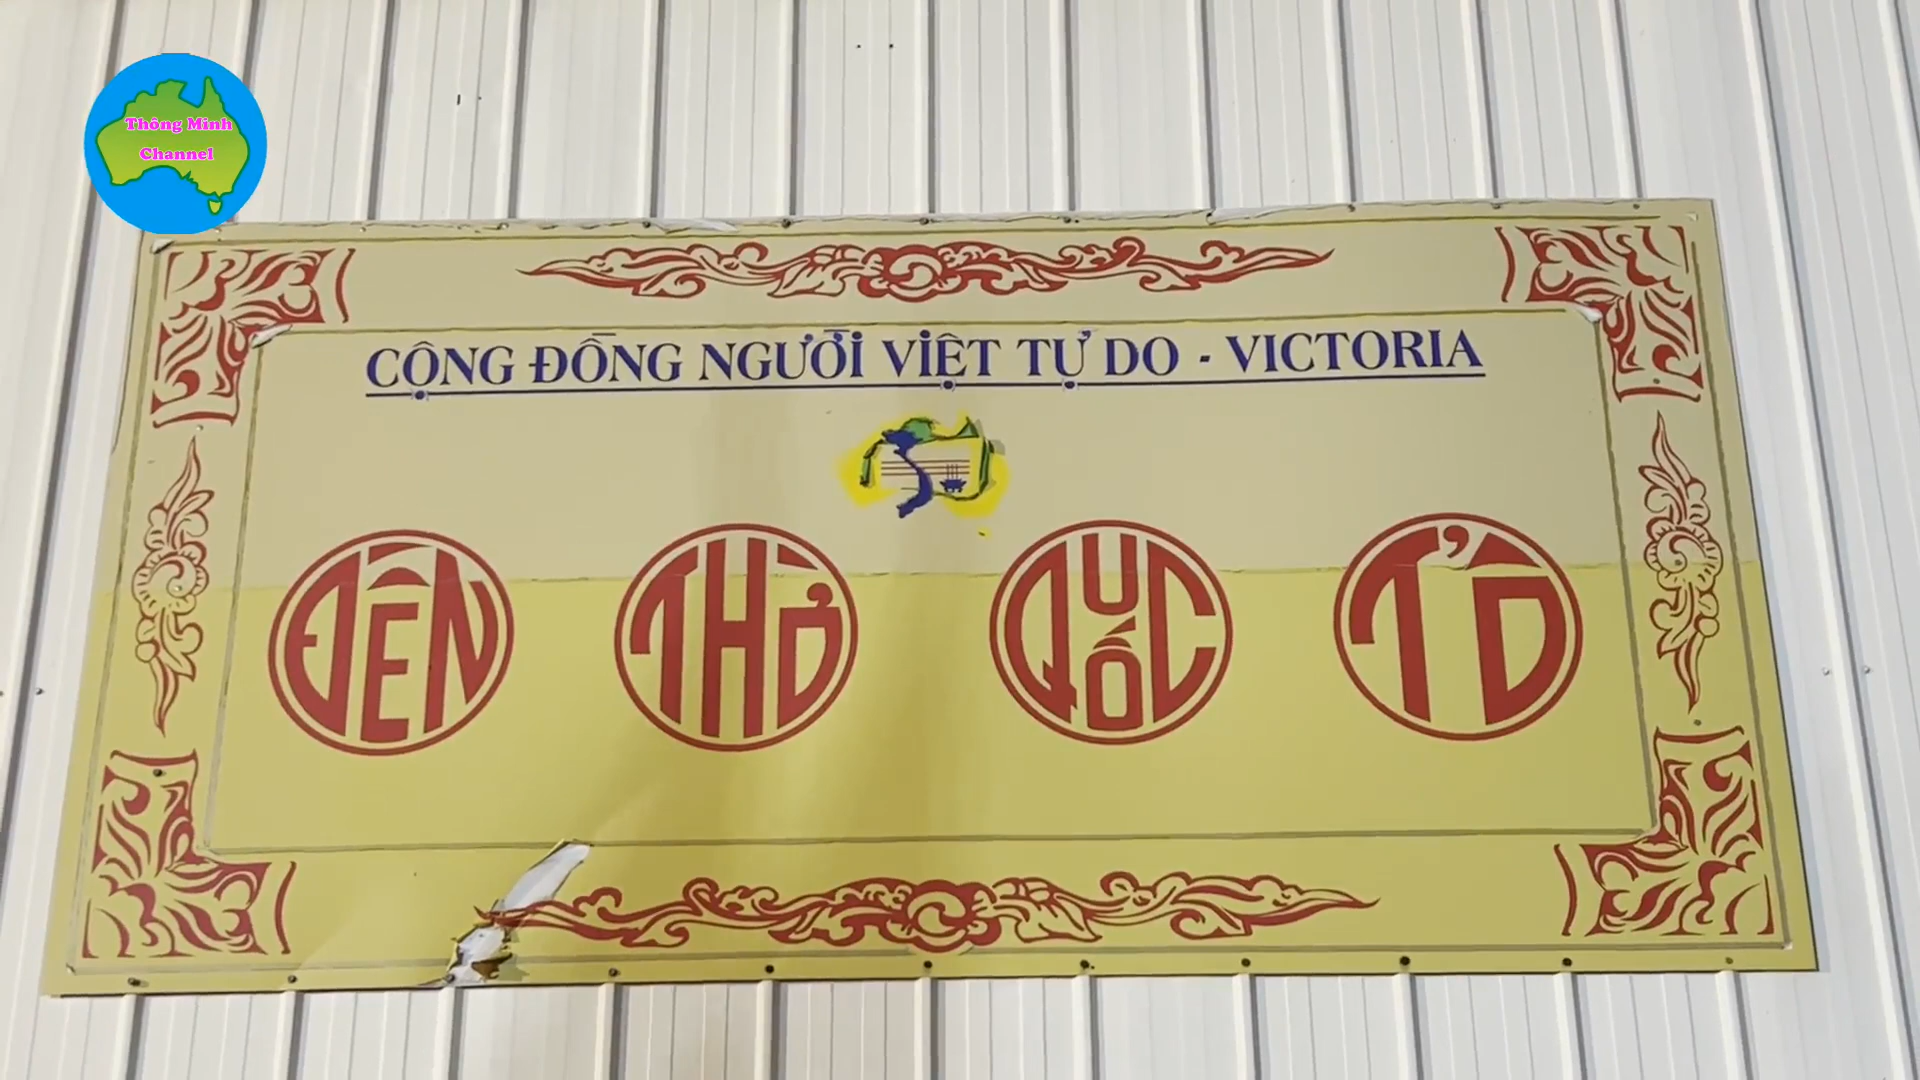 Thông Minh
Channel
CỘNG ĐỒNG NGƯỜI VIỆT TỰ DO - VICTORIA
ĐỀN THỜ QUỐC TỔ